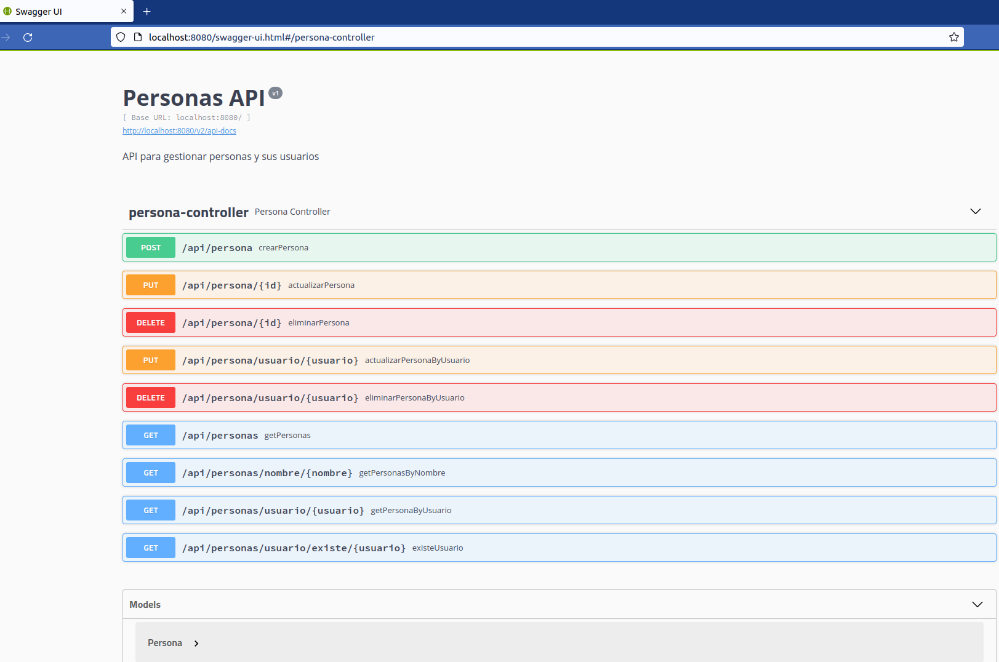 Swagger UI
localhost:8080/swagger-ui.html#/persona-controller
Personas API v1
[ Base URL: localhost:8080/ ]
http://localhost:8080/v2/api-docs
API para gestionar personas y sus usuarios
persona-controller Persona Controller
POST /api/persona crearPersona
PUT /api/persona/{id} actualizarPersona
DELETE /api/persona/{id} eliminarPersona
PUT /api/persona/usuario/{usuario} actualizarPersonaByUsuario
DELETE /api/persona/usuario/{usuario} eliminarPersonaByUsuario
GET /api/personas getPersonas
GET /api/personas/nombre/{nombre} getPersonasByNombre
GET /api/personas/usuario/{usuario} getPersonaByUsuario
GET /api/personas/usuario/existe/{usuario} existeUsuario
Models
Persona